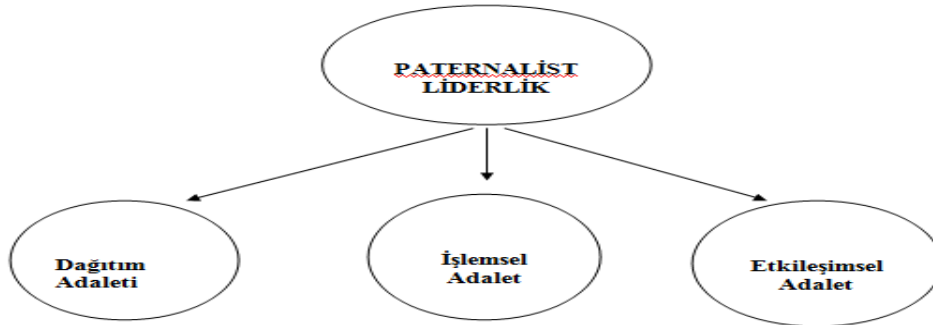 PATERNALİST
LİDERLİK
Dağıtım
Adaleti
İşlemsel
Adalet
Etkileşimsel
Adalet